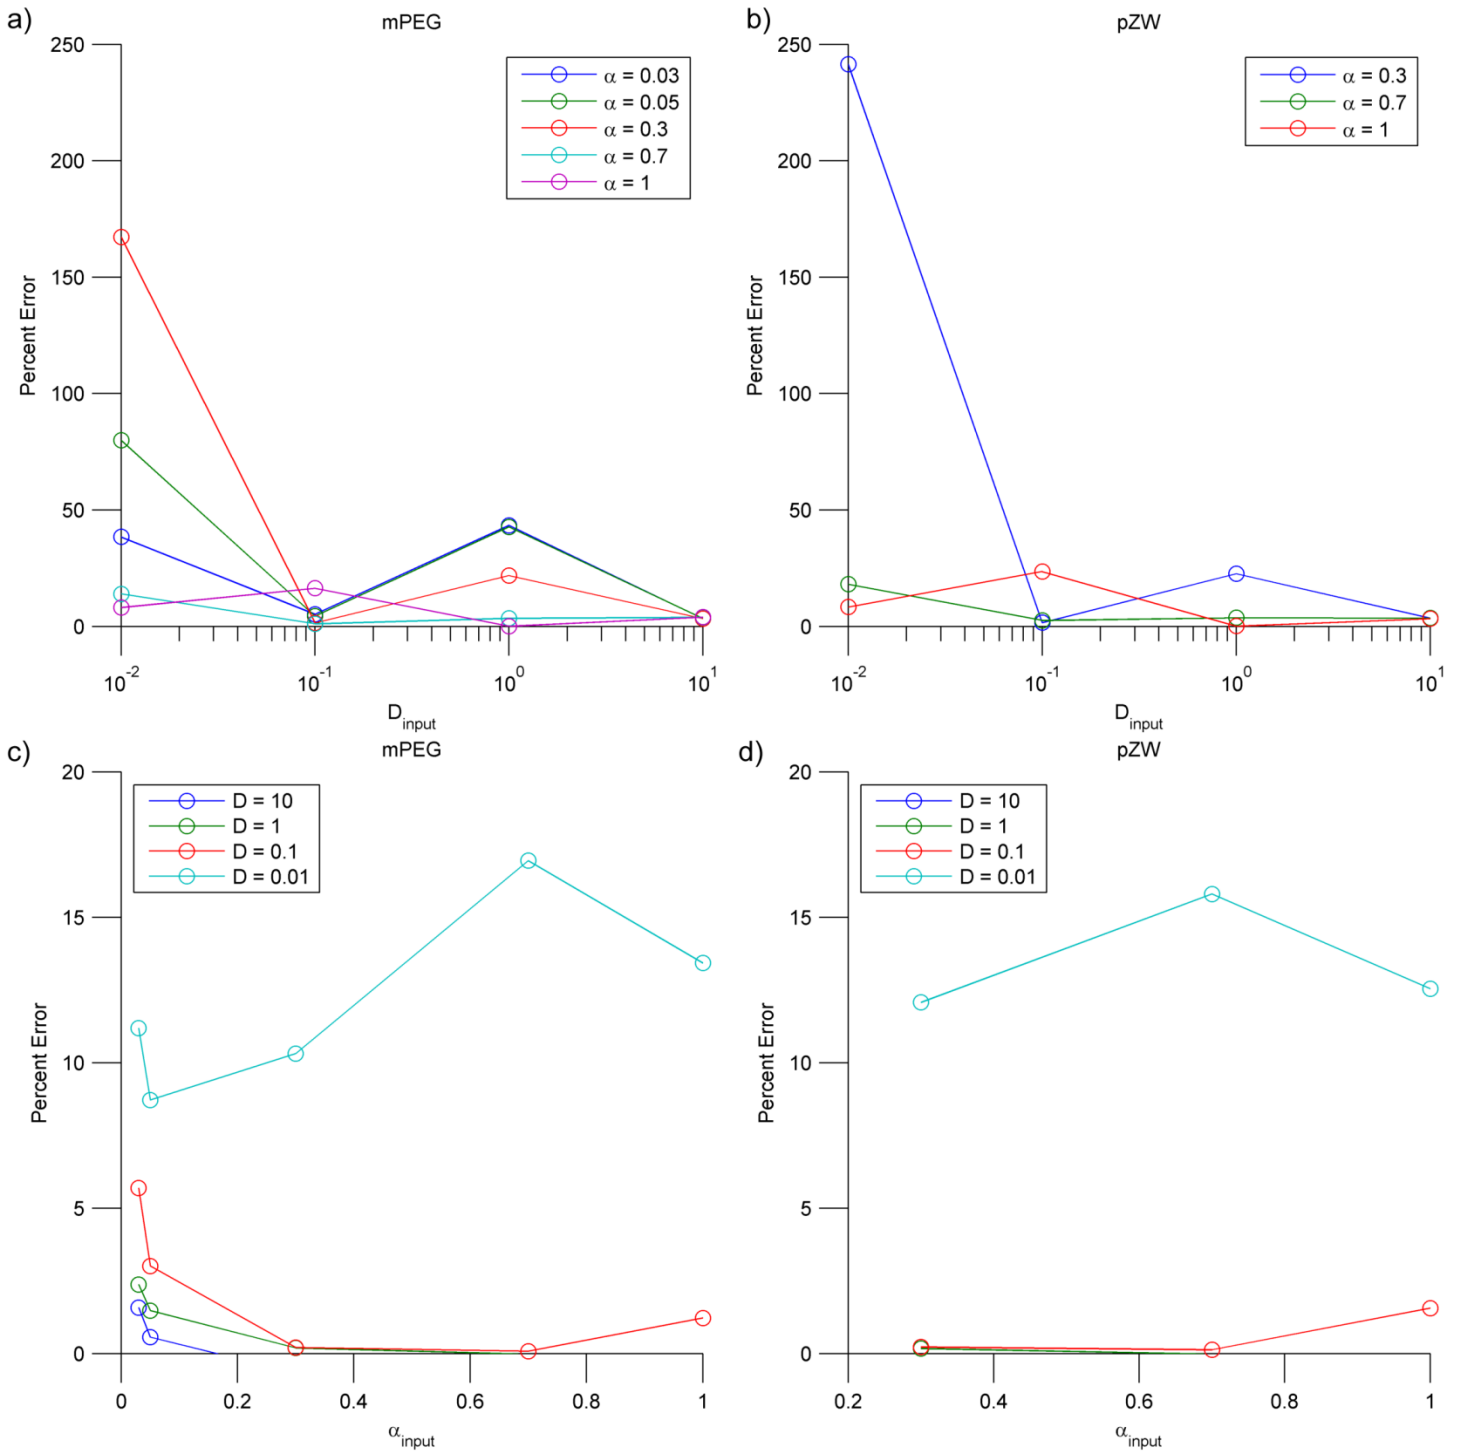 a)
mPEG
250
200
150
100
50
0
Percent Error
α = 0.03
α = 0.05
α = 0.3
α = 0.7
α = 1
10-2
10-1
100
101
Dinput
b)
pZW
250
200
150
100
50
0
Percent Error
α = 0.3
α = 0.7
α = 1
10-2
10-1
100
101
Dinput
c)
mPEG
20
15
10
5
0
Percent Error
D = 10
D = 1
D = 0.1
D = 0.01
0
0.2
0.4
0.6
0.8
1
αinput
d)
pZW
20
15
10
5
0
Percent Error
D = 10
D = 1
D = 0.1
D = 0.01
0.2
0.4
0.6
0.8
1
αinput